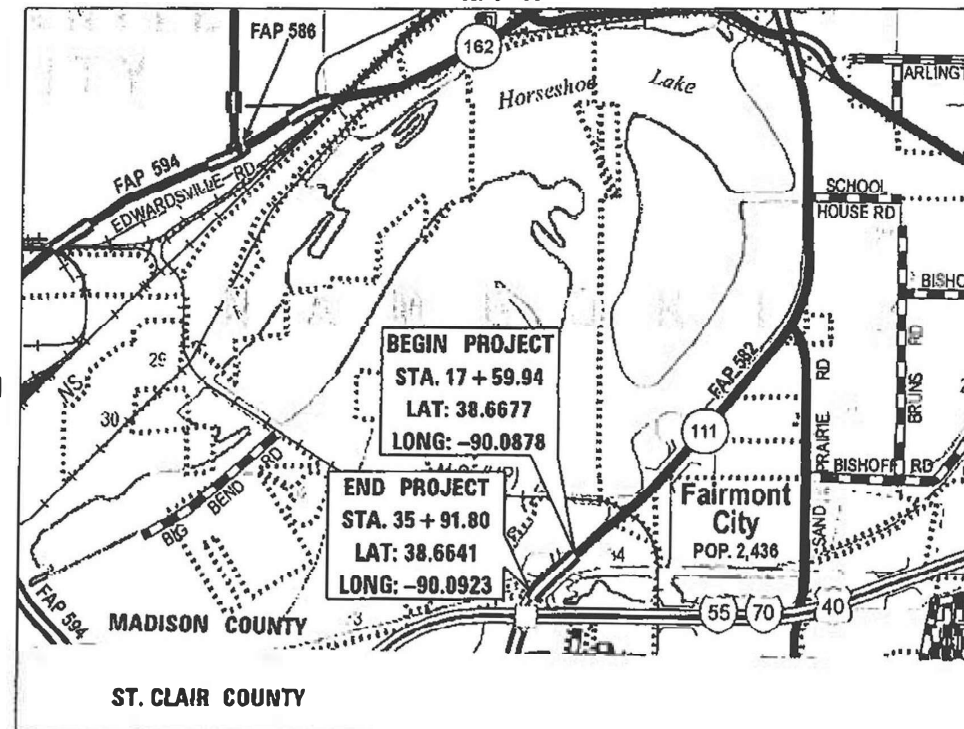 FAP 586
162
Horseshoe Lake
ARLINGT
FAP 594
EDWARDSVILLE RD
SCHOOL
HOUSE RD
BISHO
BEGIN PROJECT
STA. 17 + 59.94
LAT: 38.6677
LONG: -90.0878
FAP 582
111
29
30
NS
RD
BRUNS
PRAIRIE
RD
BISHOFF RD
SAND
BIG BEND RD
END PROJECT
STA. 35 + 91.80
LAT: 38.6641
LONG: -90.0923
Fairmont
City
POP. 2,436
55
70
40
FAP 594
MADISON COUNTY
ST. CLAIR COUNTY